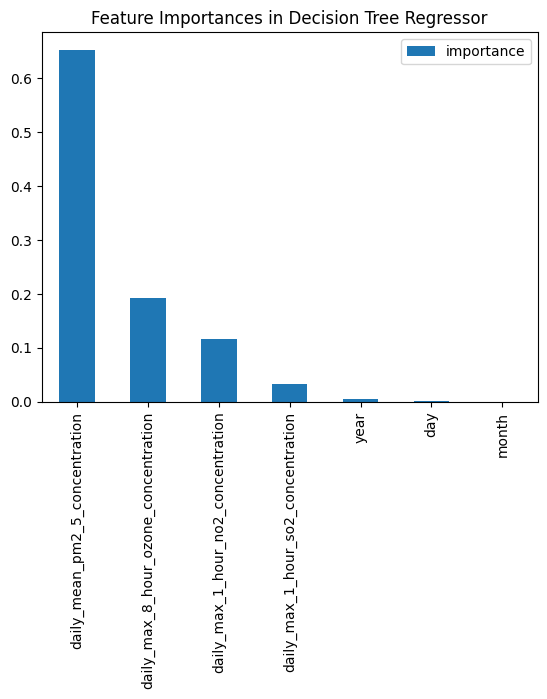 Feature Importances in Decision Tree Regressor
importance
0.6
0.5
0.4
0.3
0.2
0.1
0.0
daily_mean_pm2_5_concentration
daily_max_8_hour_ozone_concentration
daily_max_1_hour_no2_concentration
daily_max_1_hour_so2_concentration
year
day
month